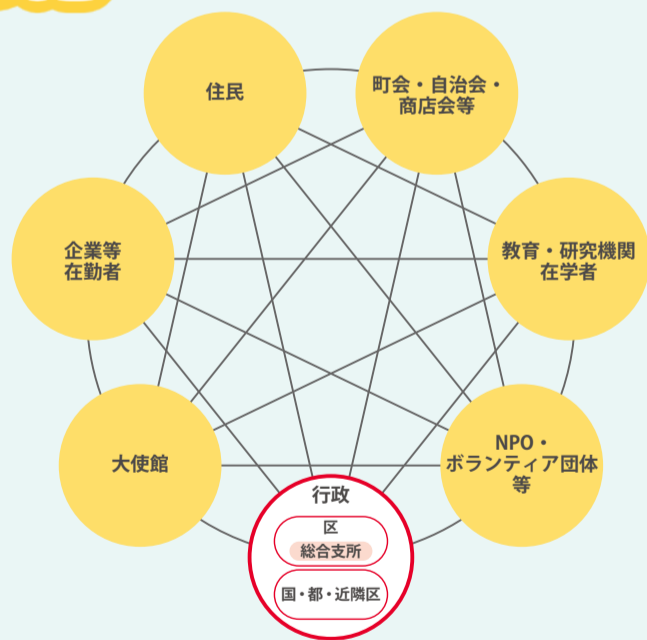 住民
町会・自治会・
商店会等
企業等
在勤者
教育・研究機関
在学者
大使館
NPO・
ボランティア団体
等
行政
区
総合支所
国・都・近隣区